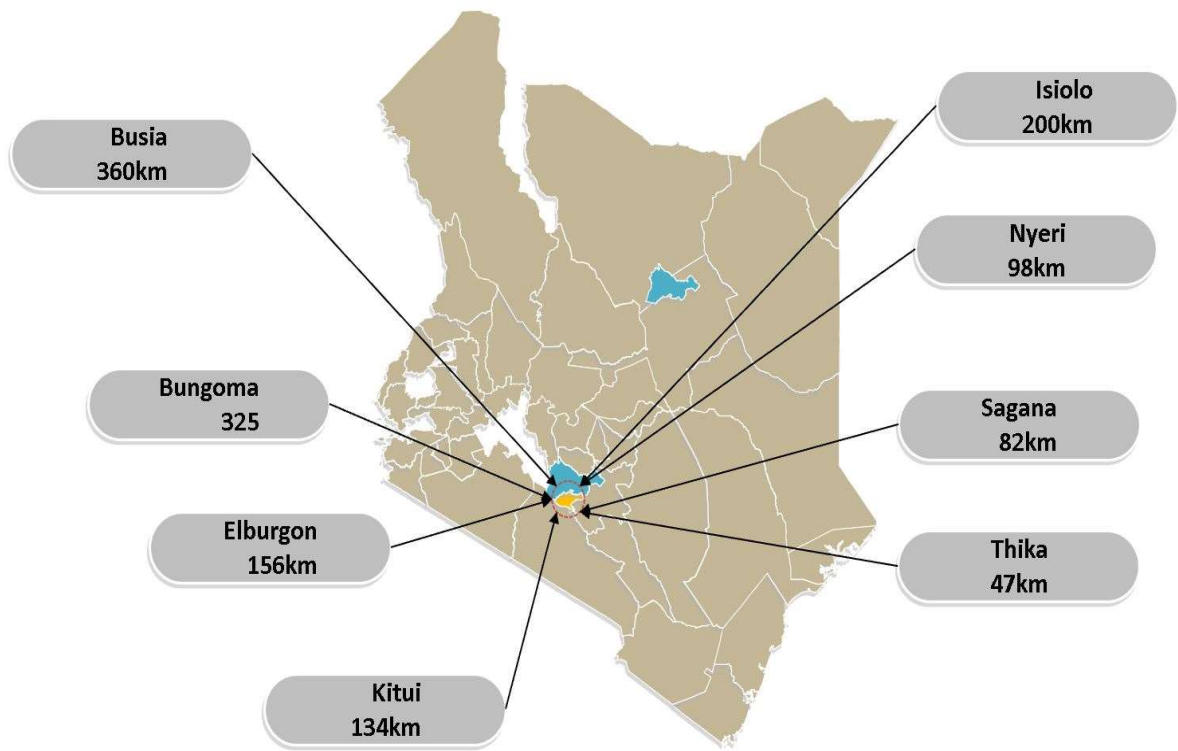 Busia
360km
Bungoma
325
Elburgon
156km
Kitui
134km
Isiolo
200km
Nyeri
98km
Sagana
82km
Thika
47km